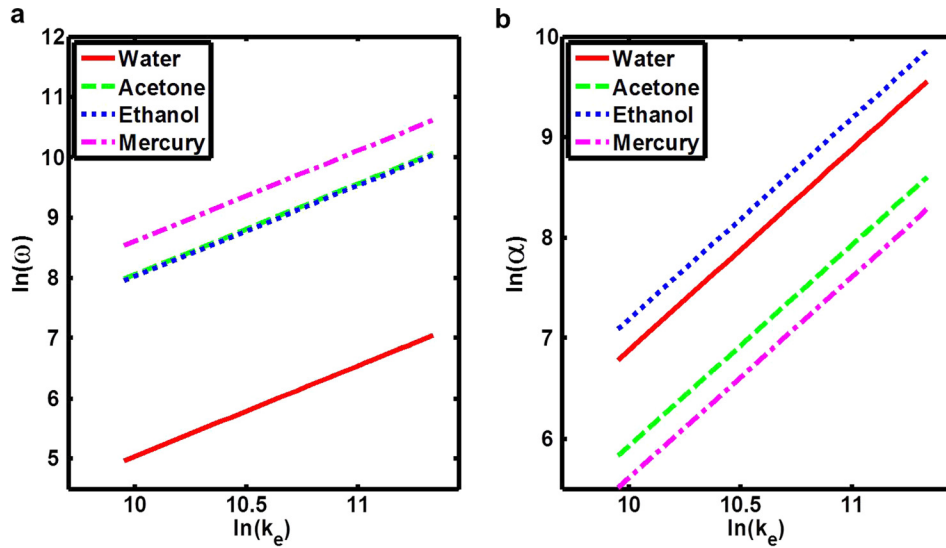 a
12
11
10
9
8
7
6
5
ln(ω)
Water
Acetone
Ethanol
Mercury
10
10.5
11
ln(kₑ)
b
10
9
8
7
6
ln(α)
Water
Acetone
Ethanol
Mercury
10
10.5
11
ln(kₑ)